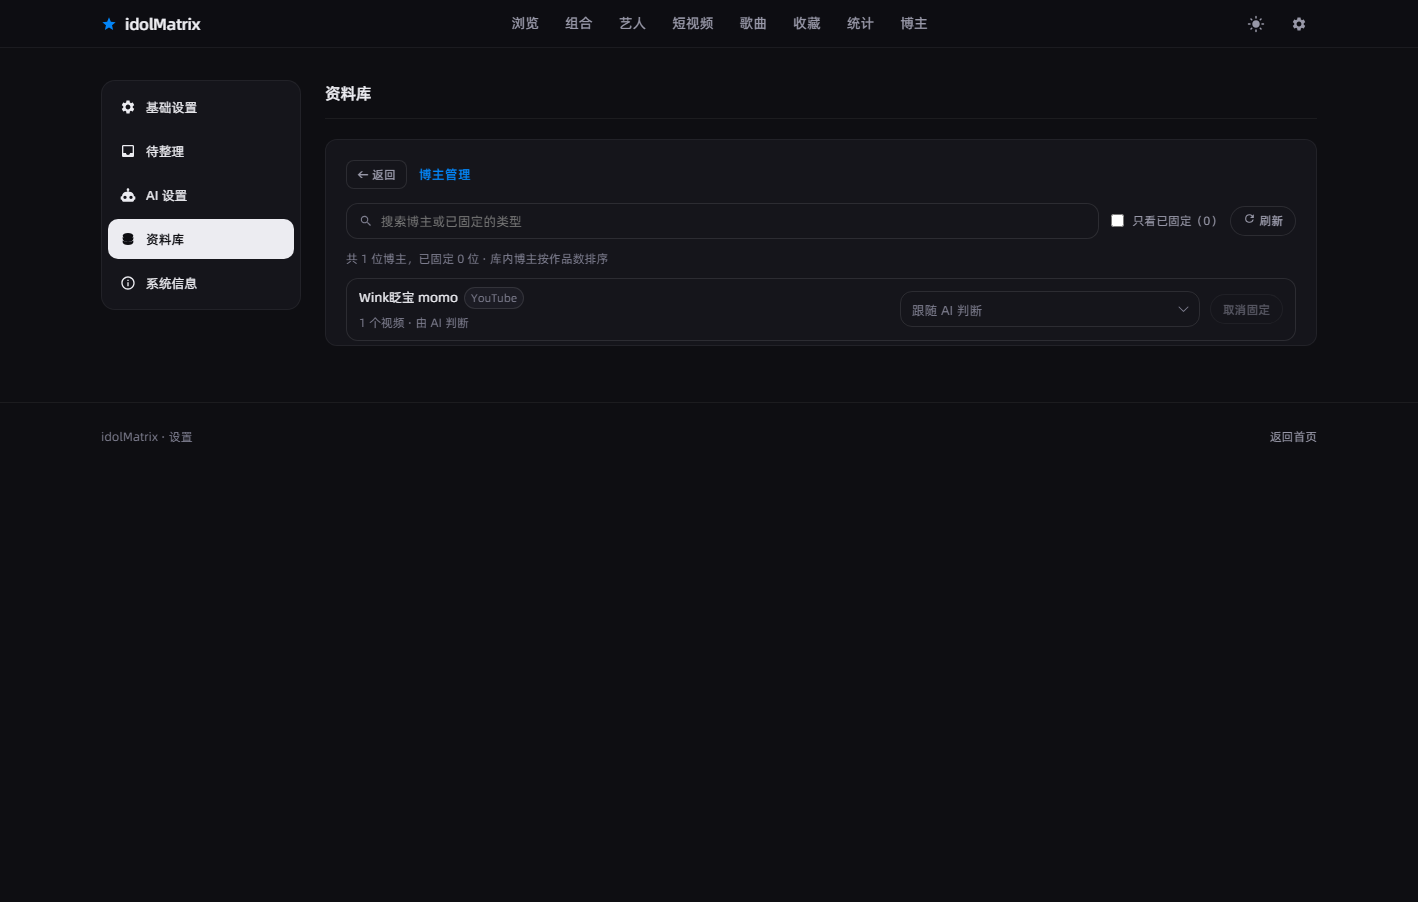 idolMatrix
浏览 组合 艺人 短视频 歌曲 收藏 统计 博主
基础设置
待整理
AI 设置
资料库
系统信息
资料库
← 返回 博主管理
搜索博主或已固定的类型
只看已固定（0） 刷新
共 1 位博主，已固定 0 位 · 库内博主按作品数排序
Wink眨宝 momo YouTube
1 个视频 · 由 AI 判断
跟随 AI 判断
取消固定
idolMatrix · 设置
返回首页